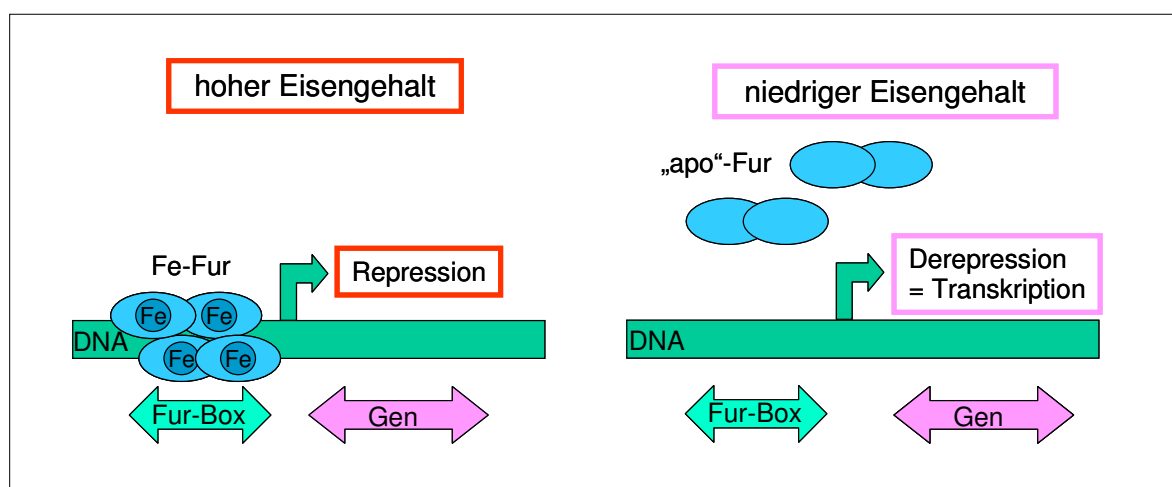 hoher Eisengehalt
Fe-Fur
Repression
Fe
Fe
DNA
Fe
Fe
Fur-Box
Gen
niedriger Eisengehalt
„apo“-Fur
Derepression
= Transkription
DNA
Fur-Box
Gen